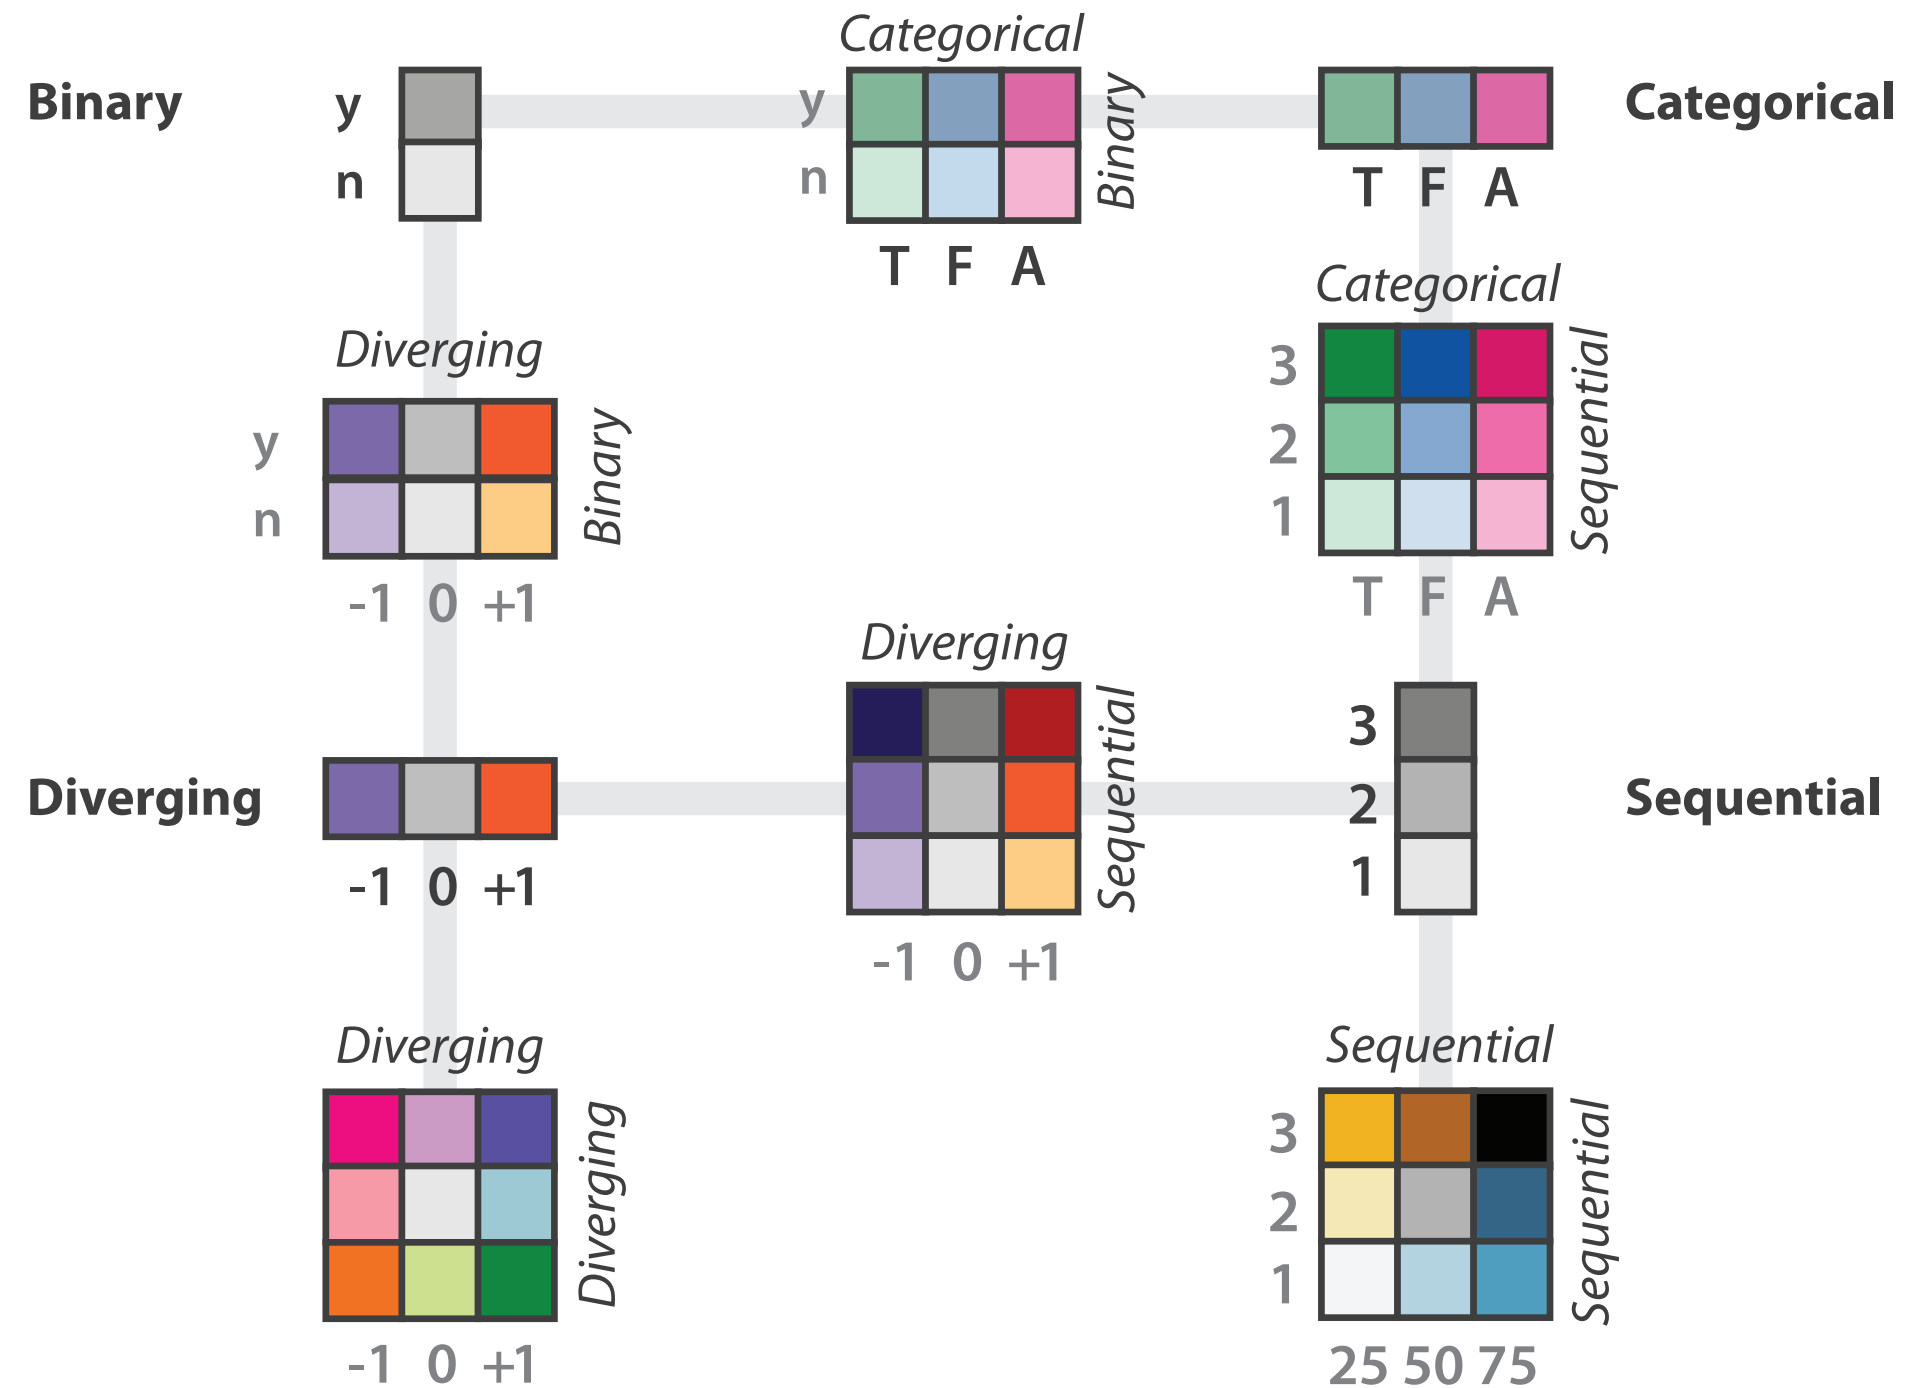 Categorical
Binary
y
n
y
n
T F A
Binary
T F A
Categorical
Diverging
y
n
-1 0 +1
Binary
Categorical
3
2
1
T F A
Sequential
Diverging
-1 0 +1
Diverging
-1 0 +1
Sequential
3
2
1
Sequential
Diverging
-1 0 +1
Diverging
Sequential
3
2
1
25 50 75
Sequential